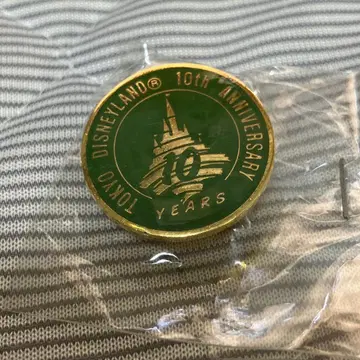 TOKYO DISNEYLAND® 10th ANNIVERSARY
10
YEARS